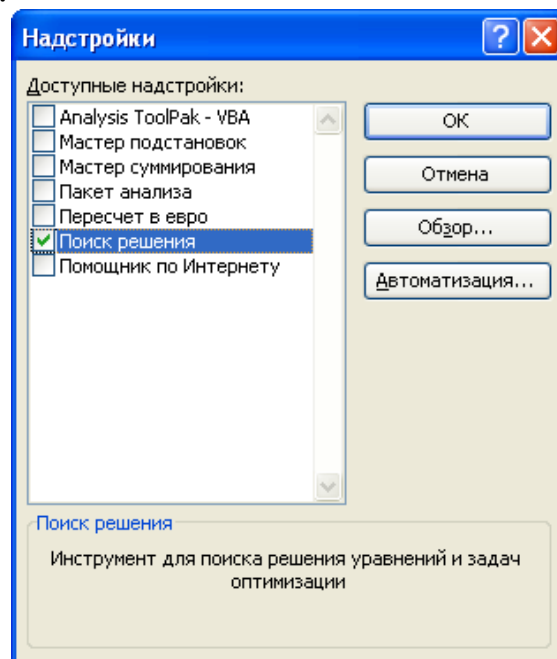 Надстройки
Доступные надстройки:
Analysis ToolPak - VBA
Мастер подстановок
Мастер суммирования
Пакет анализа
Пересчет в евро
Поиск решения
Помощник по Интернету
ОК
Отмена
Обзор...
Автоматизация...
Поиск решения
Инструмент для поиска решения уравнений и задач
оптимизации